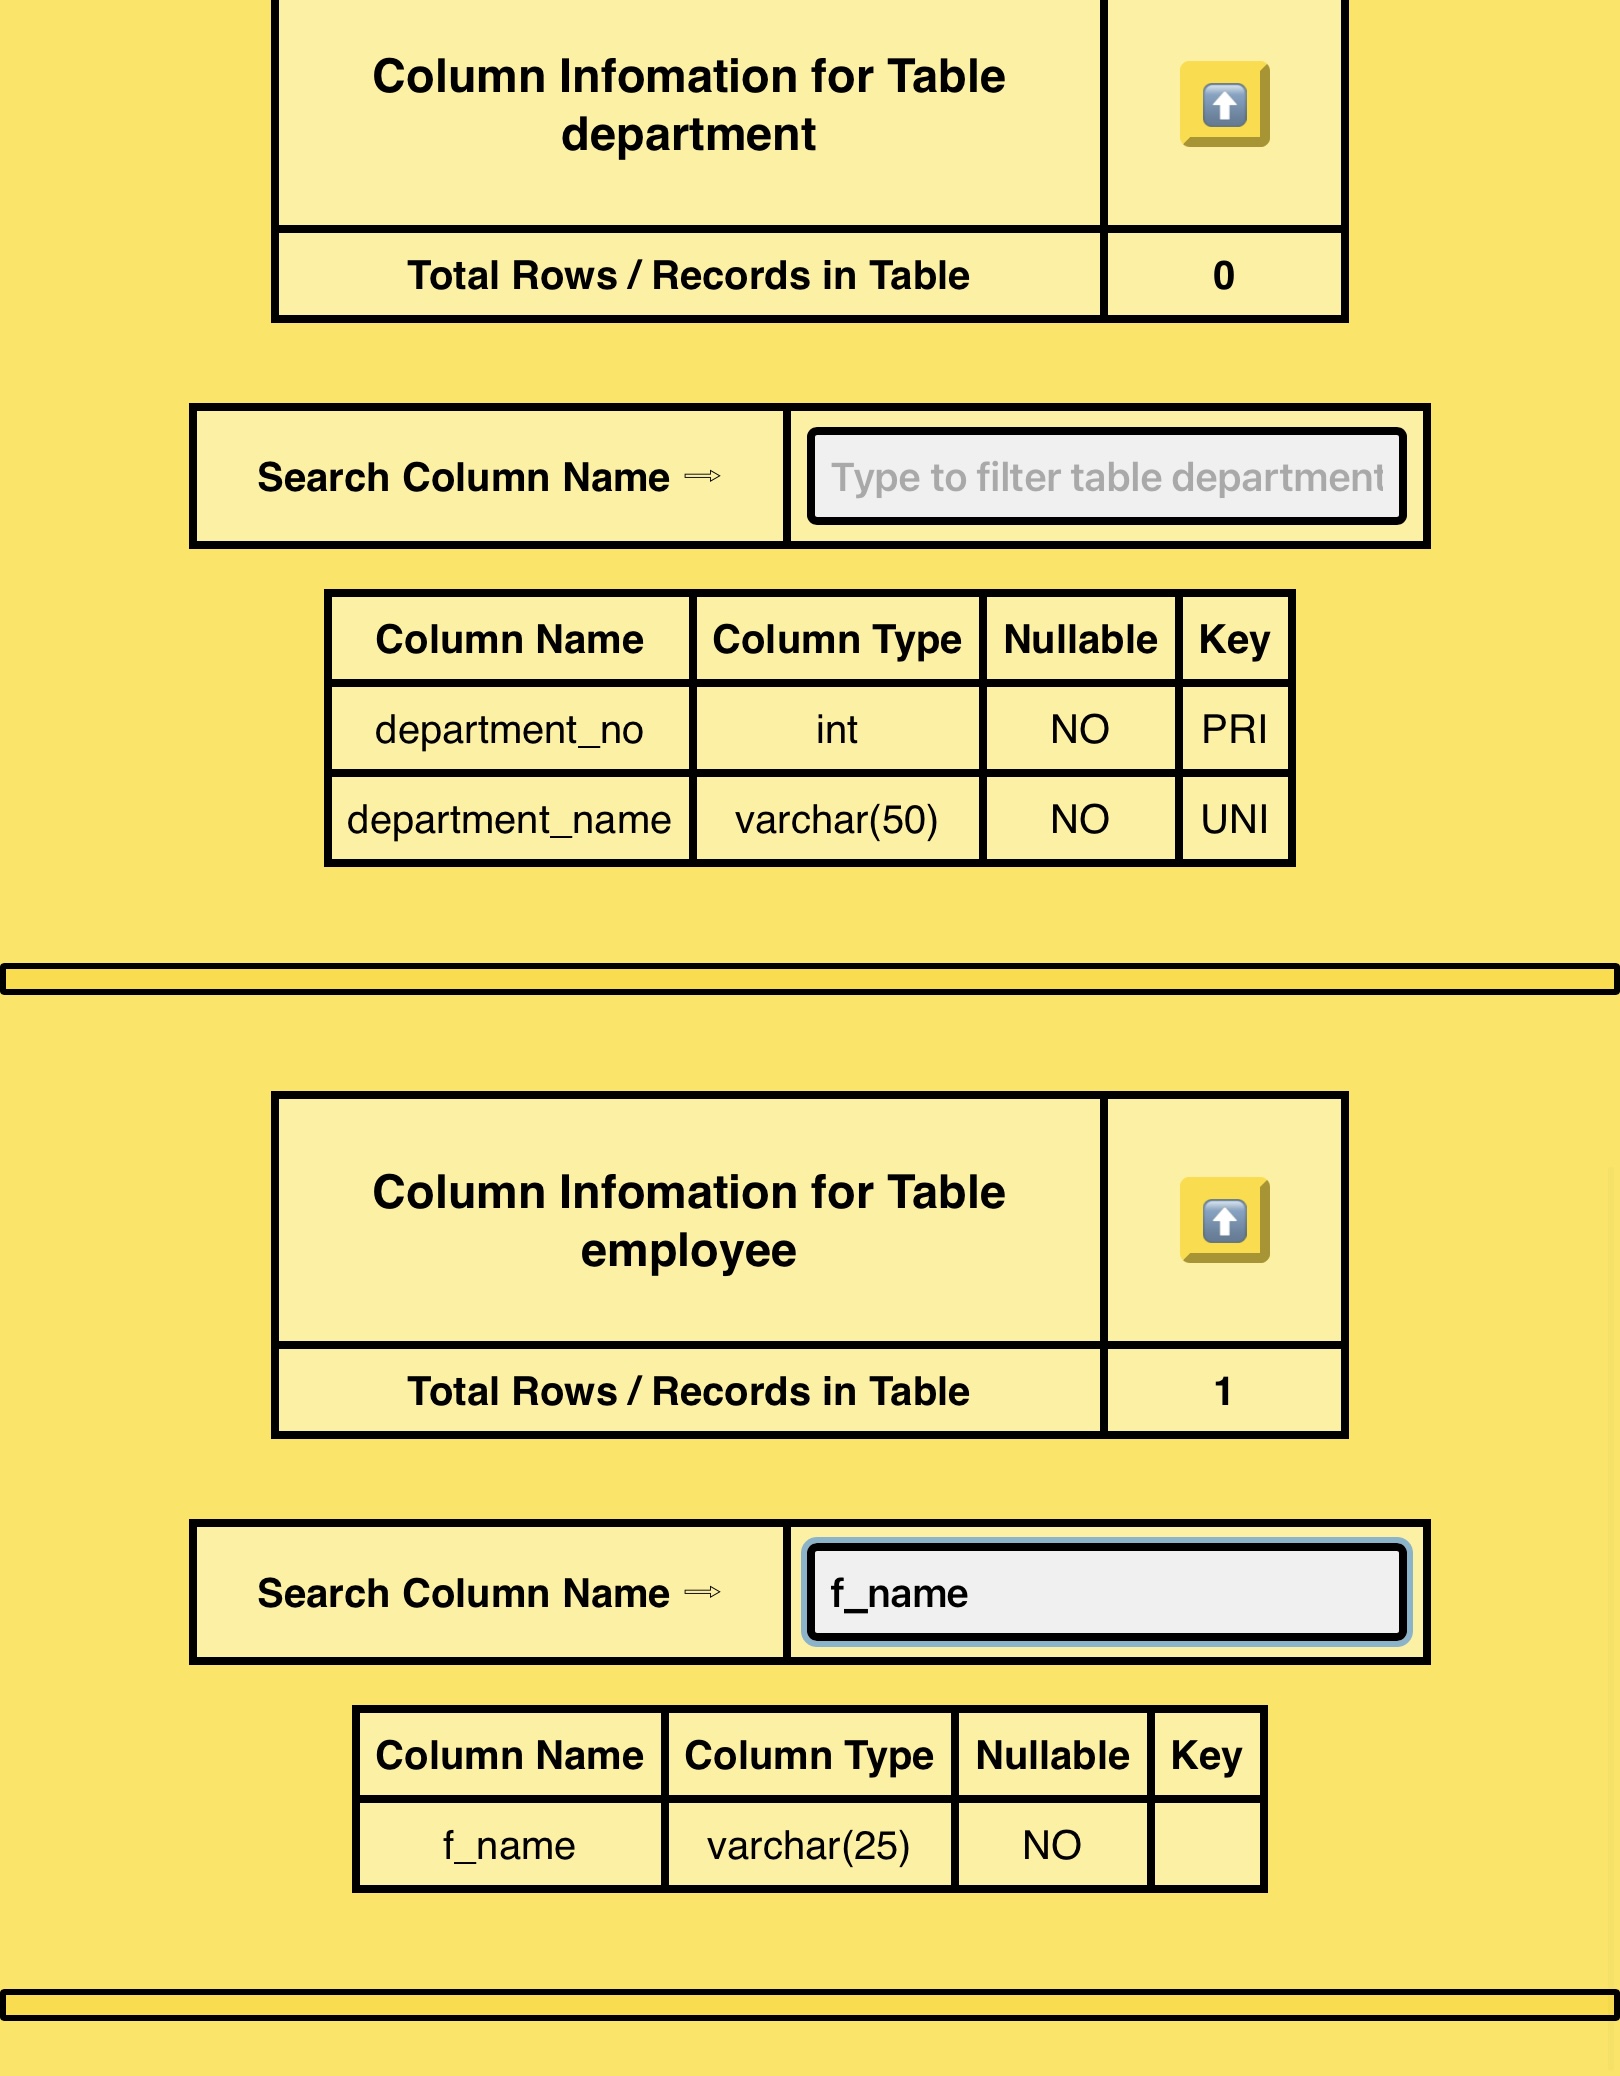 Column Infomation for Table
department
Total Rows / Records in Table 0
Search Column Name ⇨ Type to filter table department
Column Name Column Type Nullable Key
department_no int NO PRI
department_name varchar(50) NO UNI
Column Infomation for Table
employee
Total Rows / Records in Table 1
Search Column Name ⇨ f_name
Column Name Column Type Nullable Key
f_name varchar(25) NO